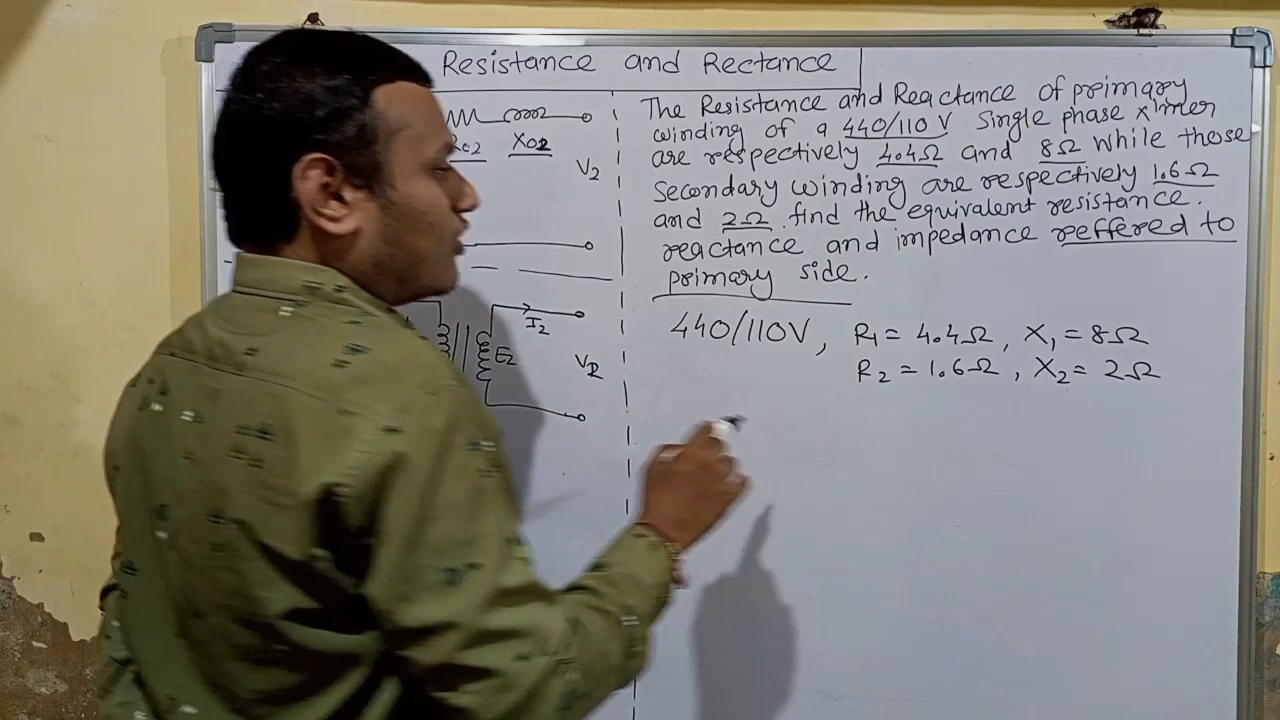 Resistance and Rectance
X02
V2
I2
E2
V2
The Resistance and Reactance of primary
winding of a 440/110 V Single phase x'imer
are respectively 4.4Ω and 8Ω while those
Secondary winding are respectively 1.6Ω
and 2Ω find the equivalent resistance.
reactance and impedance reffered to
primary side.
440/110V, R1 = 4.4Ω, X1 = 8Ω
R2 = 1.6Ω, X2 = 2Ω